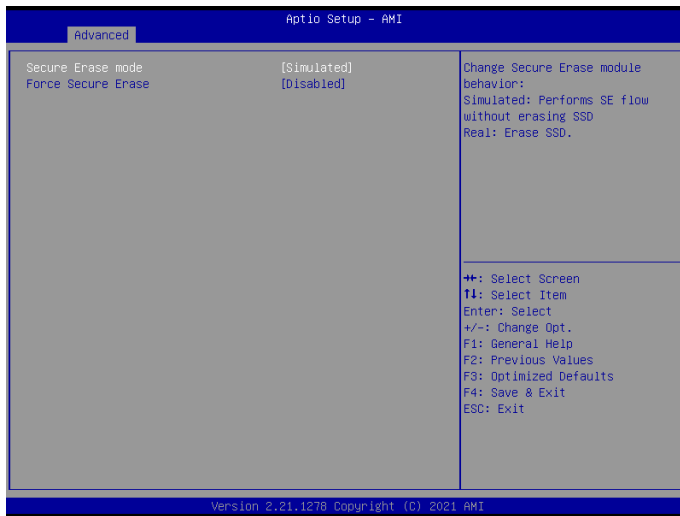 Aptio Setup – AMI
Advanced
Secure Erase mode [Simulated]
Force Secure Erase [Disabled]
Change Secure Erase module
behavior:
Simulated: Performs SE flow
without erasing SSD
Real: Erase SSD.
→←: Select Screen
↑↓: Select Item
Enter: Select
+/-: Change Opt.
F1: General Help
F2: Previous Values
F3: Optimized Defaults
F4: Save & Exit
ESC: Exit
Version 2.21.1278 Copyright (C) 2021 AMI